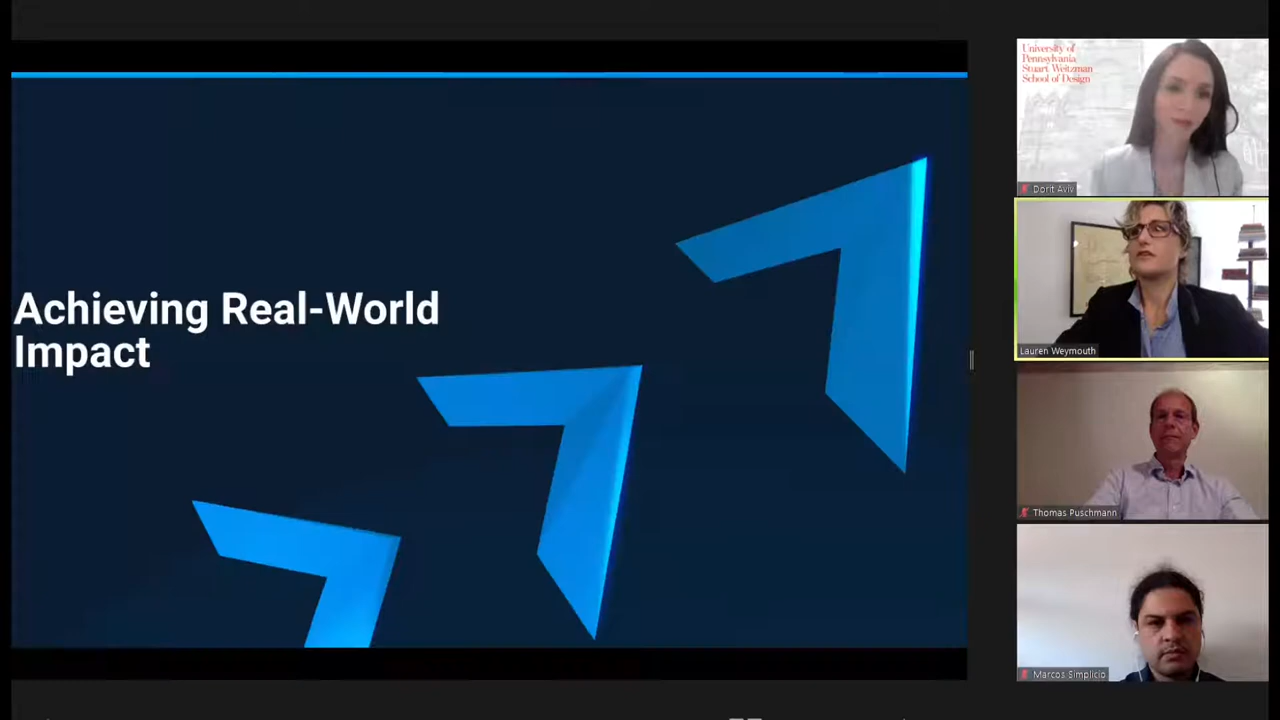 Achieving Real-World
Impact
University of
Pennsylvania
Stuart Weitzman
School of Design
Dorit Aviv
Lauren Weymouth
Thomas Puschmann
Marcos Simplicio